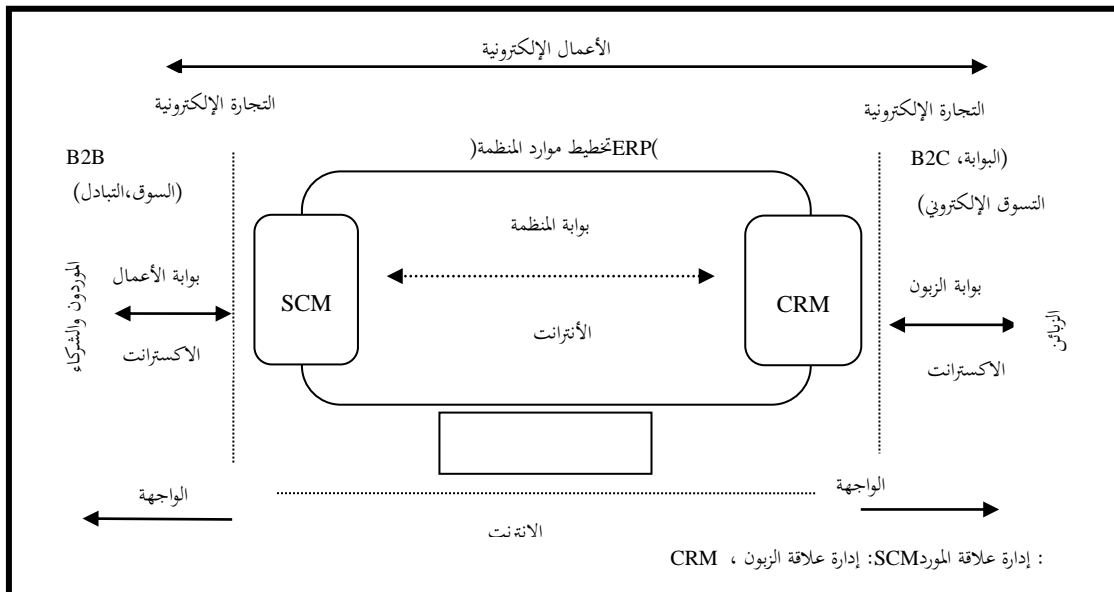 الأعمال الإلكترونية
التجارة الإلكترونية
التجارة الإلكترونية
)ERPتخطيط موارد المنظمة(
(البوابة، B2C
التسوق الإلكتروني)
B2B
(السوق،التبادل)
بوابة المنظمة
بوابة الزبون
بوابة الأعمال
الزبائن
CRM
SCM
الموردون والشركاء
الأنترانت
الاكسترانت
الاكسترانت
الواجهة
الواجهة
الانترنت
: إدارة علاقة الموردSCM: إدارة علاقة الزبون ، CRM